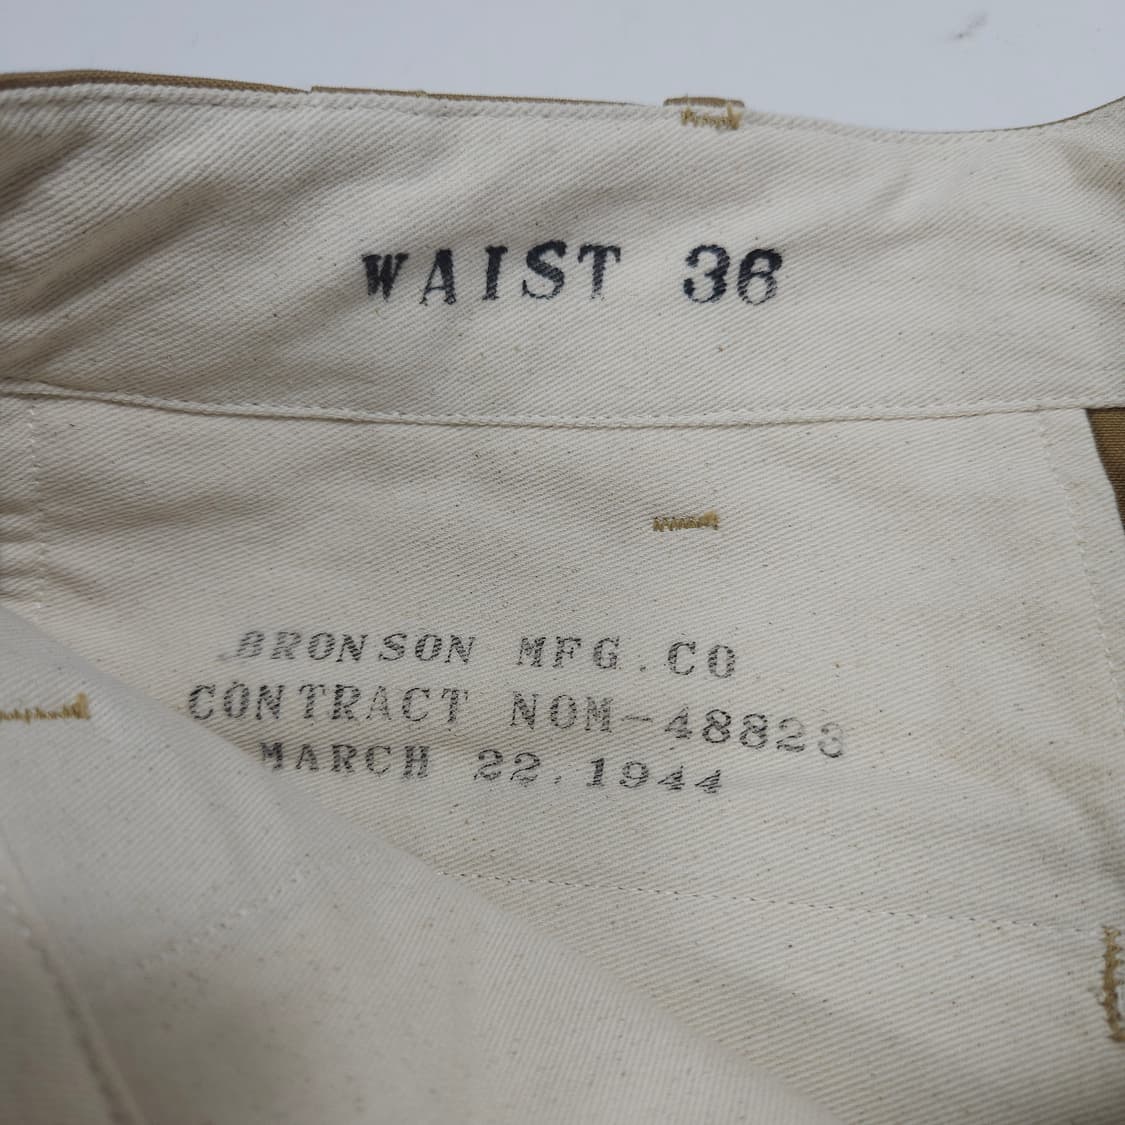 WAIST 36
BRONSON MFG.CO
CONTRACT NOM-48823
MARCH 22.1944